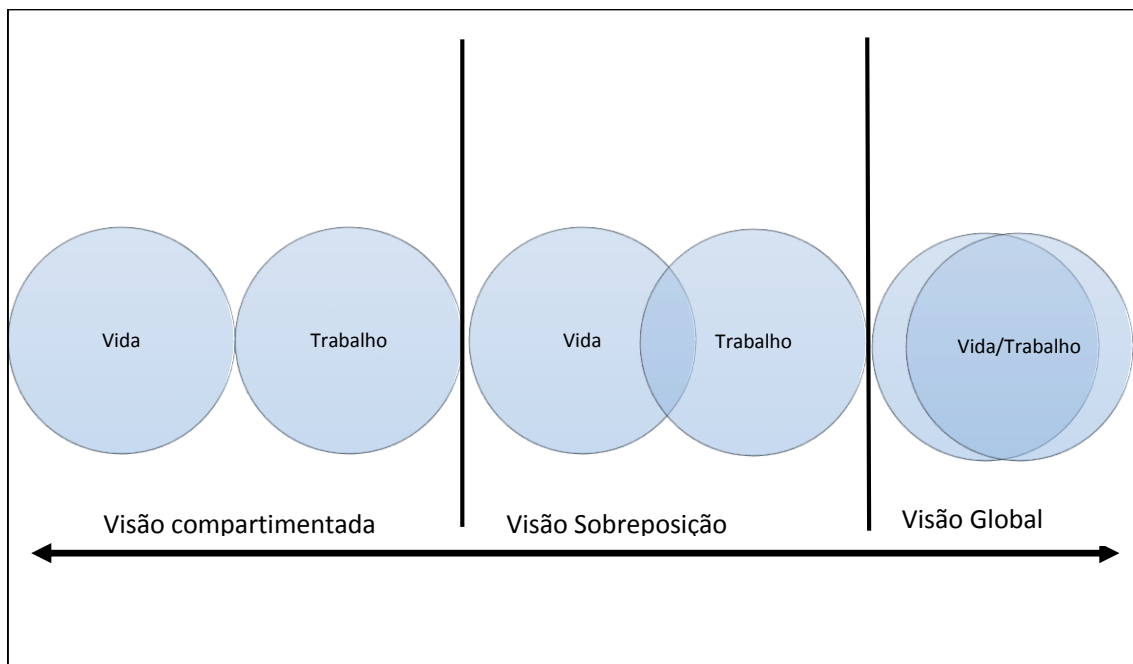 Vida
Trabalho
Vida
Trabalho
Vida/Trabalho
Visão compartimentada
Visão Sobreposição
Visão Global